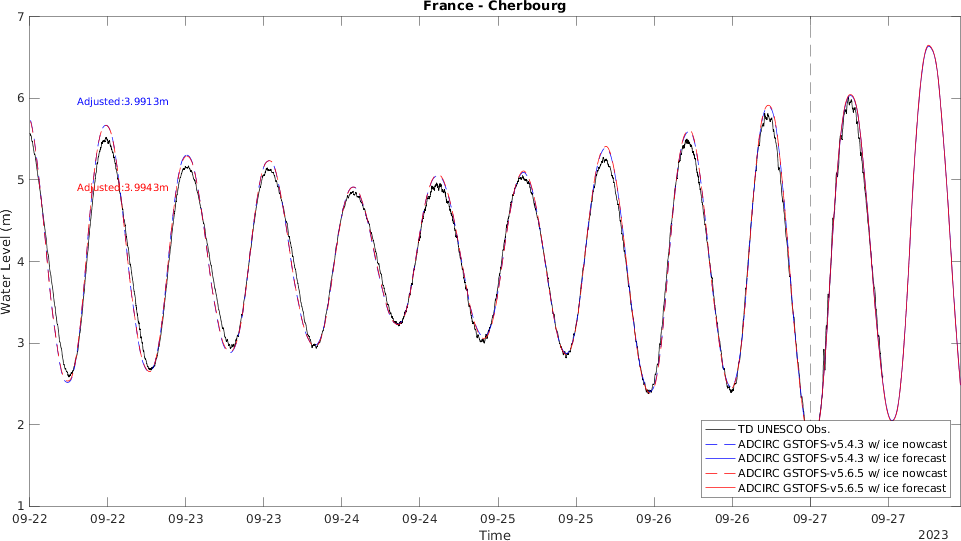 France - Cherbourg
7
6
5
4
3
2
1
Water Level (m)
Adjusted:3.9913m
Adjusted:3.9943m
TD UNESCO Obs.
ADCIRC GSTOFS-v5.4.3 w/ ice nowcast
ADCIRC GSTOFS-v5.4.3 w/ ice forecast
ADCIRC GSTOFS-v5.6.5 w/ ice nowcast
ADCIRC GSTOFS-v5.6.5 w/ ice forecast
09-22 09-22 09-23 09-23 09-24 09-24 09-25 09-25 09-26 09-26 09-27 09-27
Time
2023